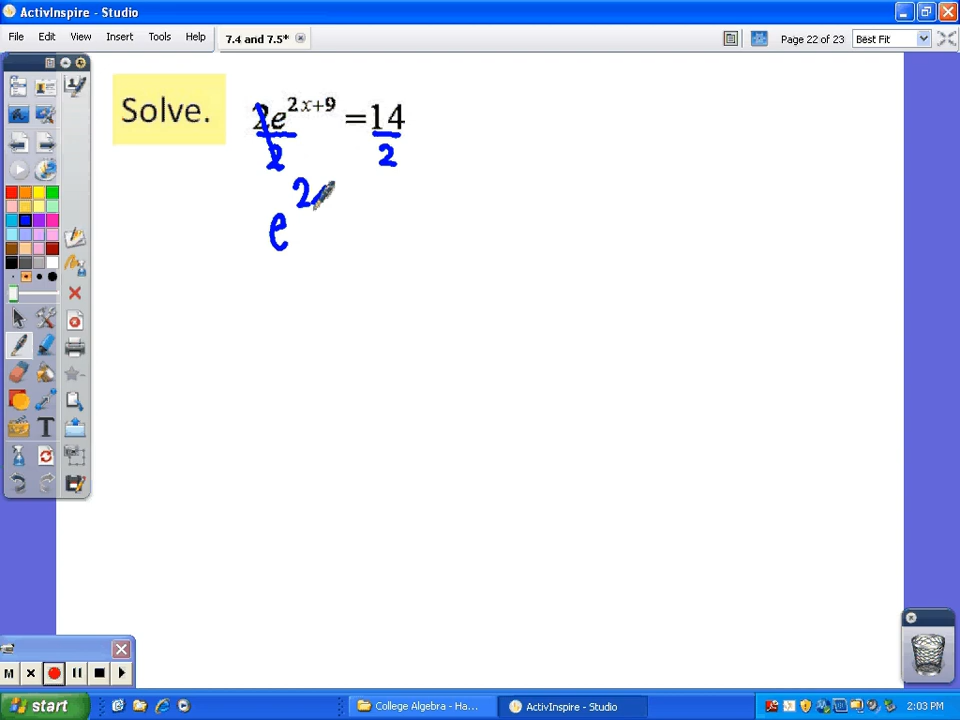 ActivInspire - Studio
File Edit View Insert Tools Help 7.4 and 7.5* Page 22 of 23 Best Fit
Solve.
2e^{2x+9} = 14
2 2
e^2
M
start College Algebra - Ha... ActivInspire - Studio 2:03 PM